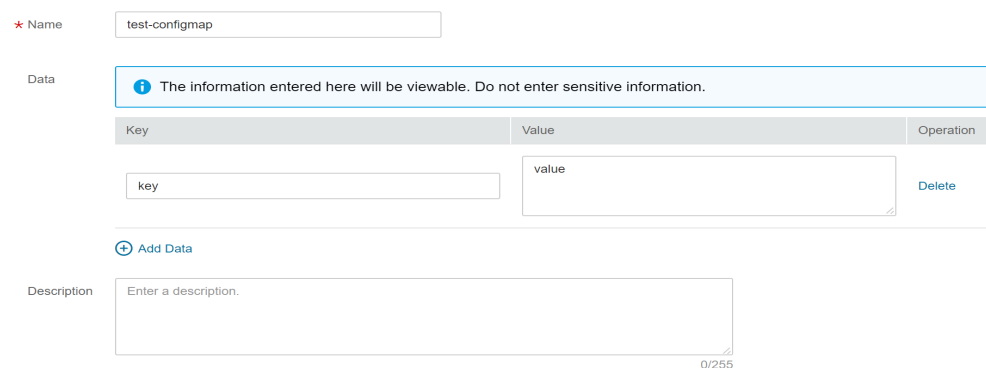 * Name test-configmap
Data
The information entered here will be viewable. Do not enter sensitive information.
Key Value Operation
key value Delete
Add Data
Description Enter a description.
0/255